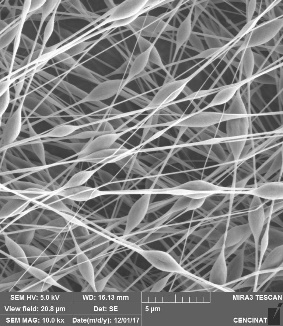 SEM HV: 5.0 kV WD: 16.13 mm MIRA3 TESCAN
View field: 20.8 µm Det: SE 5 µm
SEM MAG: 10.0 kx Date(m/d/y): 12/01/17 CENCINAT